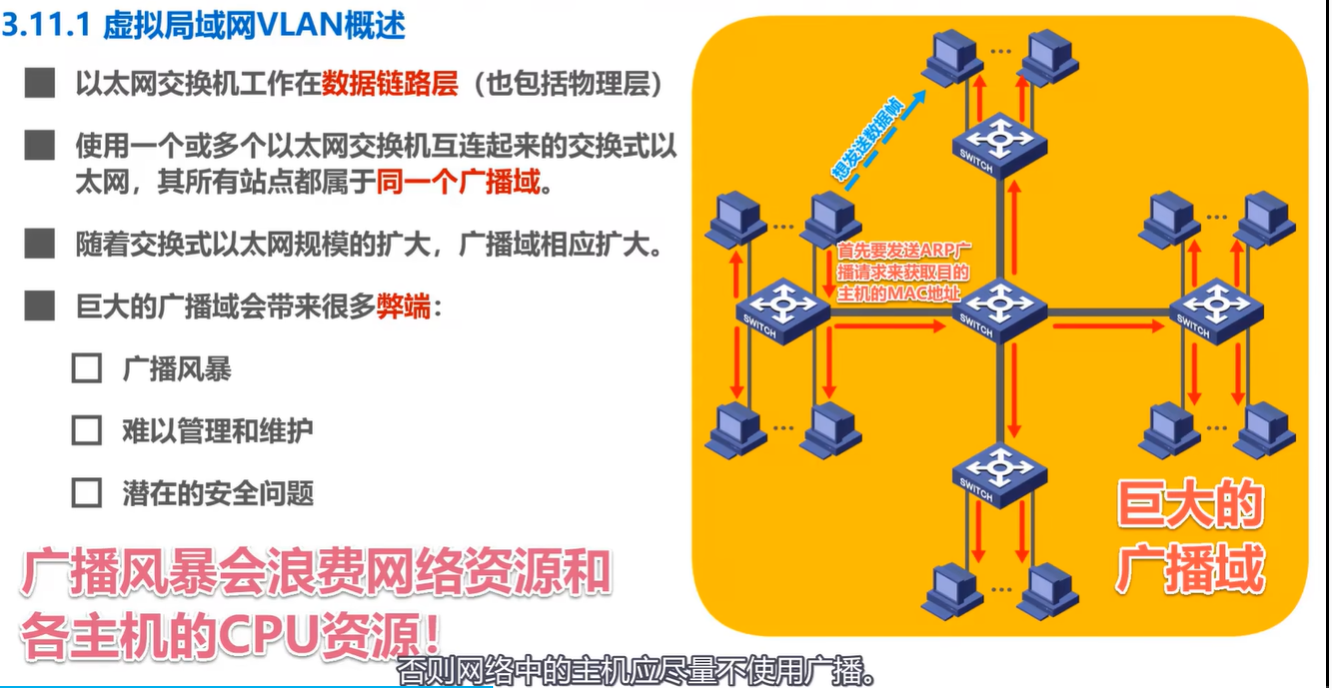 3.11.1 虚拟局域网VLAN概述
以太网交换机工作在数据链路层（也包括物理层）
使用一个或多个以太网交换机互连起来的交换式以
太网，其所有站点都属于同一个广播域。
随着交换式以太网规模的扩大，广播域相应扩大。
巨大的广播域会带来很多弊端：
广播风暴
难以管理和维护
潜在的安全问题
广播风暴会浪费网络资源和
各主机的CPU资源！
想发送数据帧
首先要发送ARP广
播请求来获取目的
主机的MAC地址
SWITCH
SWITCH
SWITCH
SWITCH
SWITCH
巨大的
广播域
否则网络中的主机应尽量不使用广播。